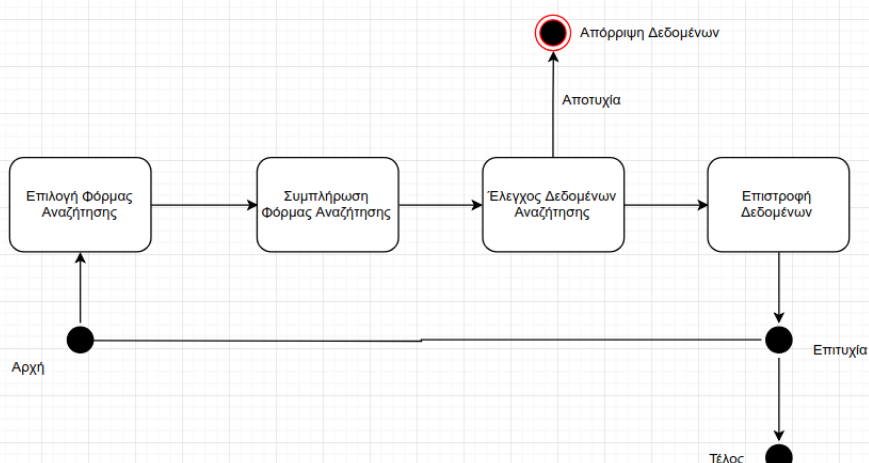 Απόρριψη Δεδομένων
Αποτυχία
Επιλογή Φόρμας
Αναζήτησης
Συμπλήρωση
Φόρμας Αναζήτησης
Έλεγχος Δεδομένων
Αναζήτησης
Επιστροφή
Δεδομένων
Αρχή
Επιτυχία
Τέλος